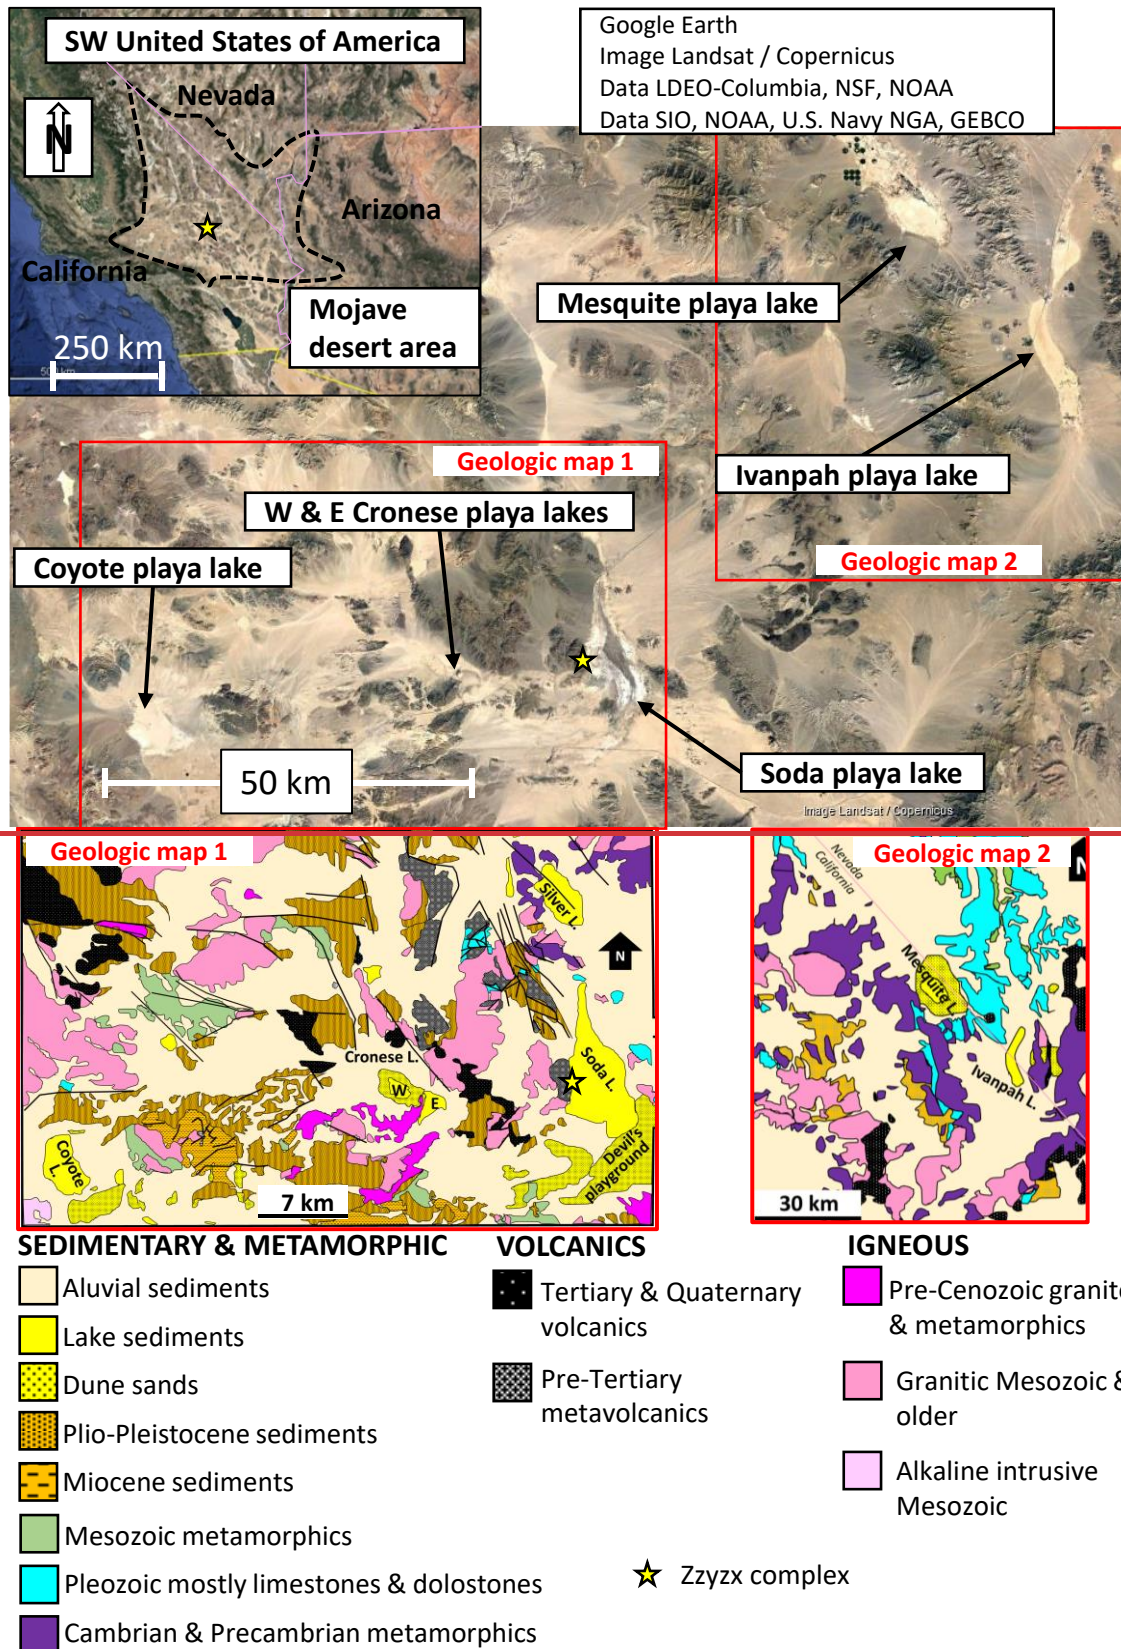 SW United States of America
Google Earth
Image Landsat / Copernicus
Data LDEO-Columbia, NSF, NOAA
Data SIO, NOAA, U.S. Navy NGA, GEBCO
N
Nevada
Arizona
California
Mojave
desert area
250 km
Mesquite playa lake
Ivanpah playa lake
Geologic map 1
W & E Cronese playa lakes
Coyote playa lake
Geologic map 2
50 km
Soda playa lake
Image Landsat / Copernicus
Geologic map 1
Silver L.
N
Cronese L.
W
E
Soda L.
Coyote
L.
Devil's
playground
7 km
Geologic map 2
Nevada
California
N
Mesquite L.
Ivanpah L.
30 km
SEDIMENTARY & METAMORPHIC
Aluvial sediments
Lake sediments
Dune sands
Plio-Pleistocene sediments
Miocene sediments
Mesozoic metamorphics
Pleozoic mostly limestones & dolostones
Cambrian & Precambrian metamorphics
VOLCANICS
Tertiary & Quaternary
volcanics
Pre-Tertiary
metavolcanics
IGNEOUS
Pre-Cenozoic granite
& metamorphics
Granitic Mesozoic &
older
Alkaline intrusive
Mesozoic
Zzyzx complex